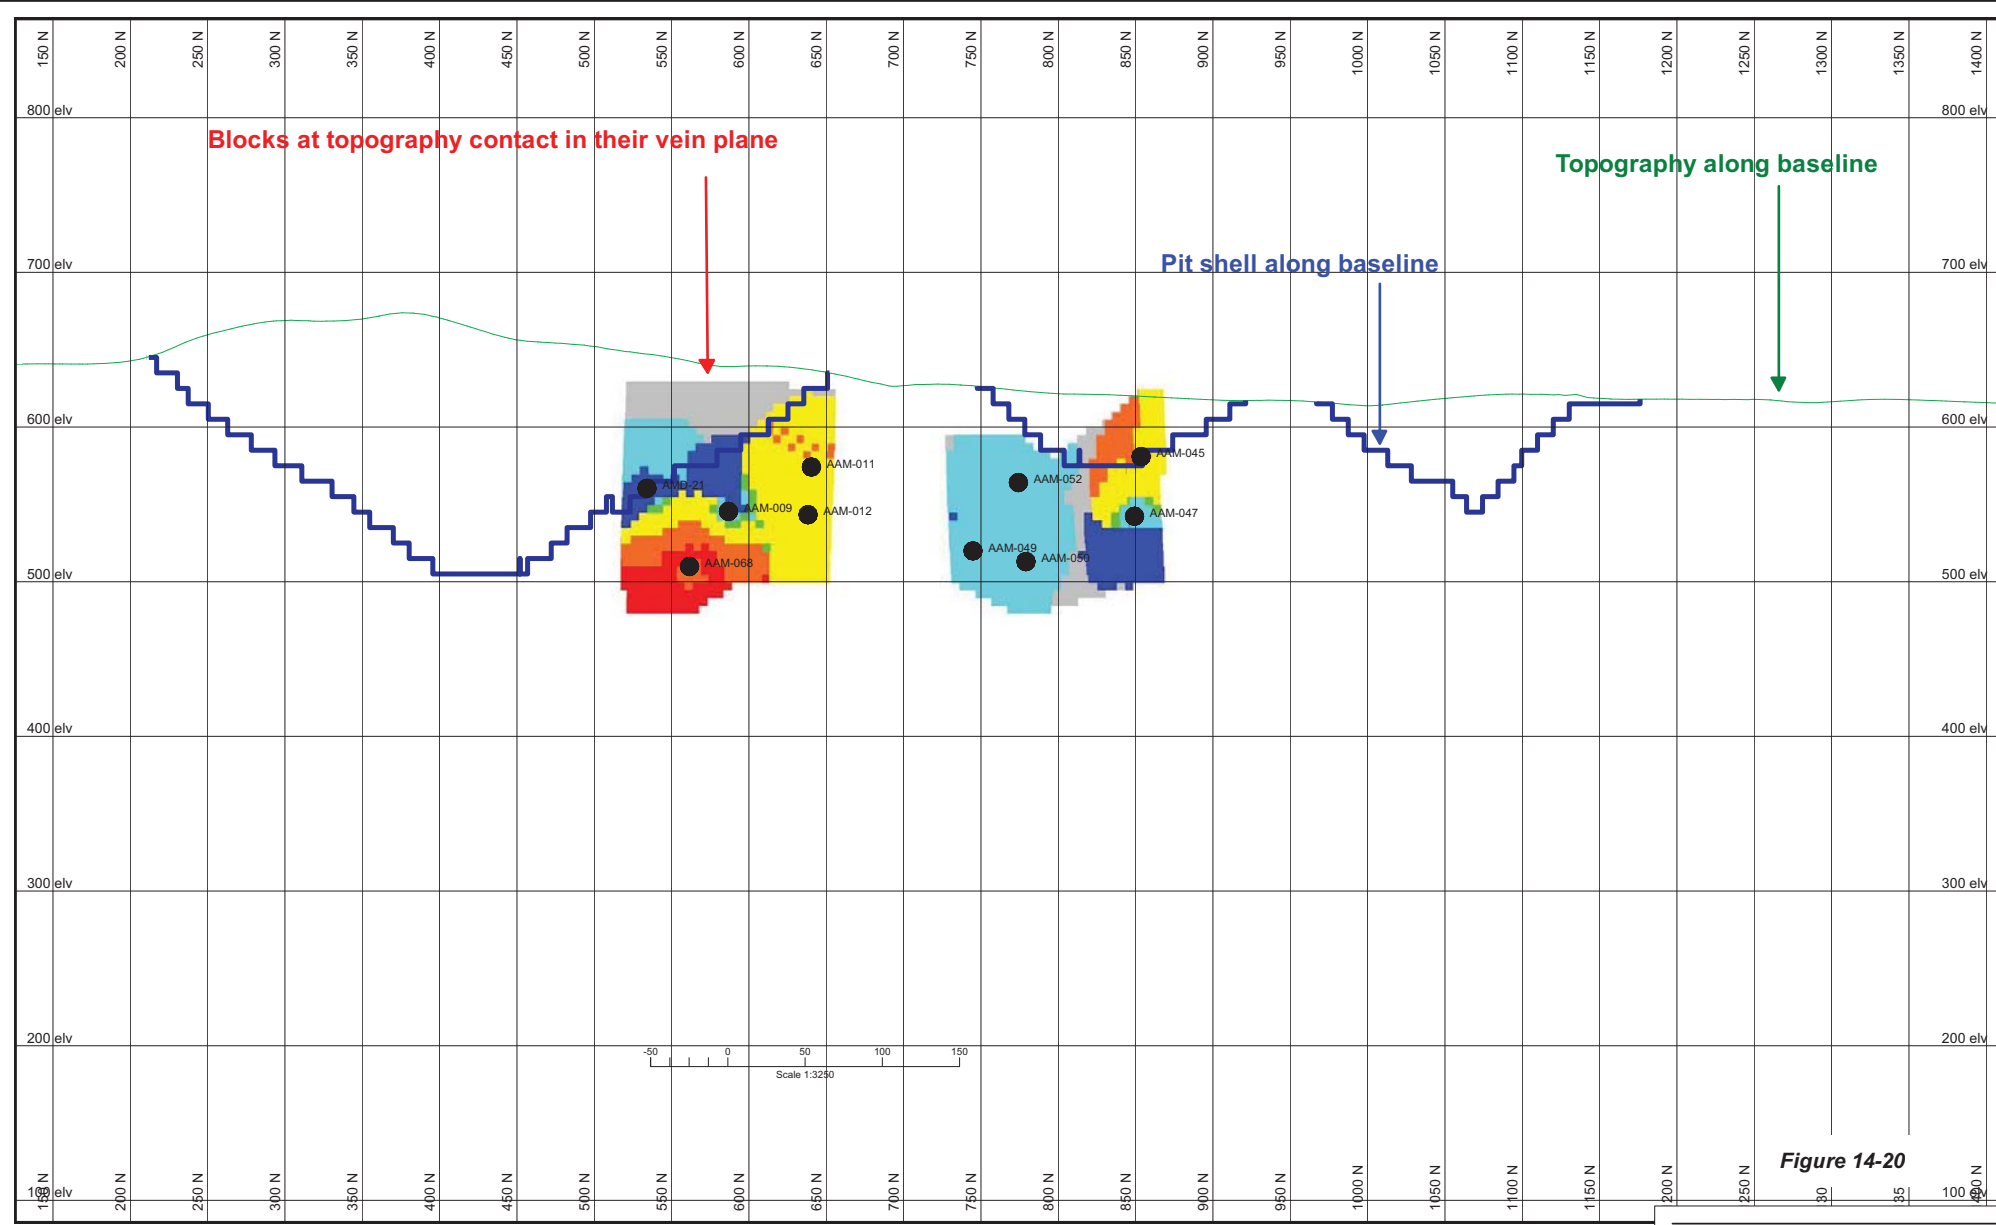 150 N 200 N 250 N 300 N 350 N 400 N 450 N 500 N 550 N 600 N 650 N 700 N 750 N 800 N 850 N 900 N 950 N 1000 N 1050 N 1100 N 1150 N 1200 N 1250 N 1300 N 1350 N 1400 N
800 elv 800 elv
Blocks at topography contact in their vein plane
Topography along baseline
Pit shell along baseline
700 elv 700 elv
600 elv 600 elv
AAM-045
AAM-011
AAM-052
AMD-21
AAM-009
AAM-012
AAM-047
AAM-049
AAM-050
AAM-068
500 elv 500 elv
400 elv 400 elv
300 elv 300 elv
200 elv 200 elv
-50 0 50 100 150
Scale 1:3250
Figure 14-20
150 N 200 N 250 N 300 N 350 N 400 N 450 N 500 N 550 N 600 N 650 N 700 N 750 N 800 N 850 N 900 N 950 N 1000 N 1050 N 1100 N 1150 N 200 N 250 N 30 35 400 N
100 elv 100 elv